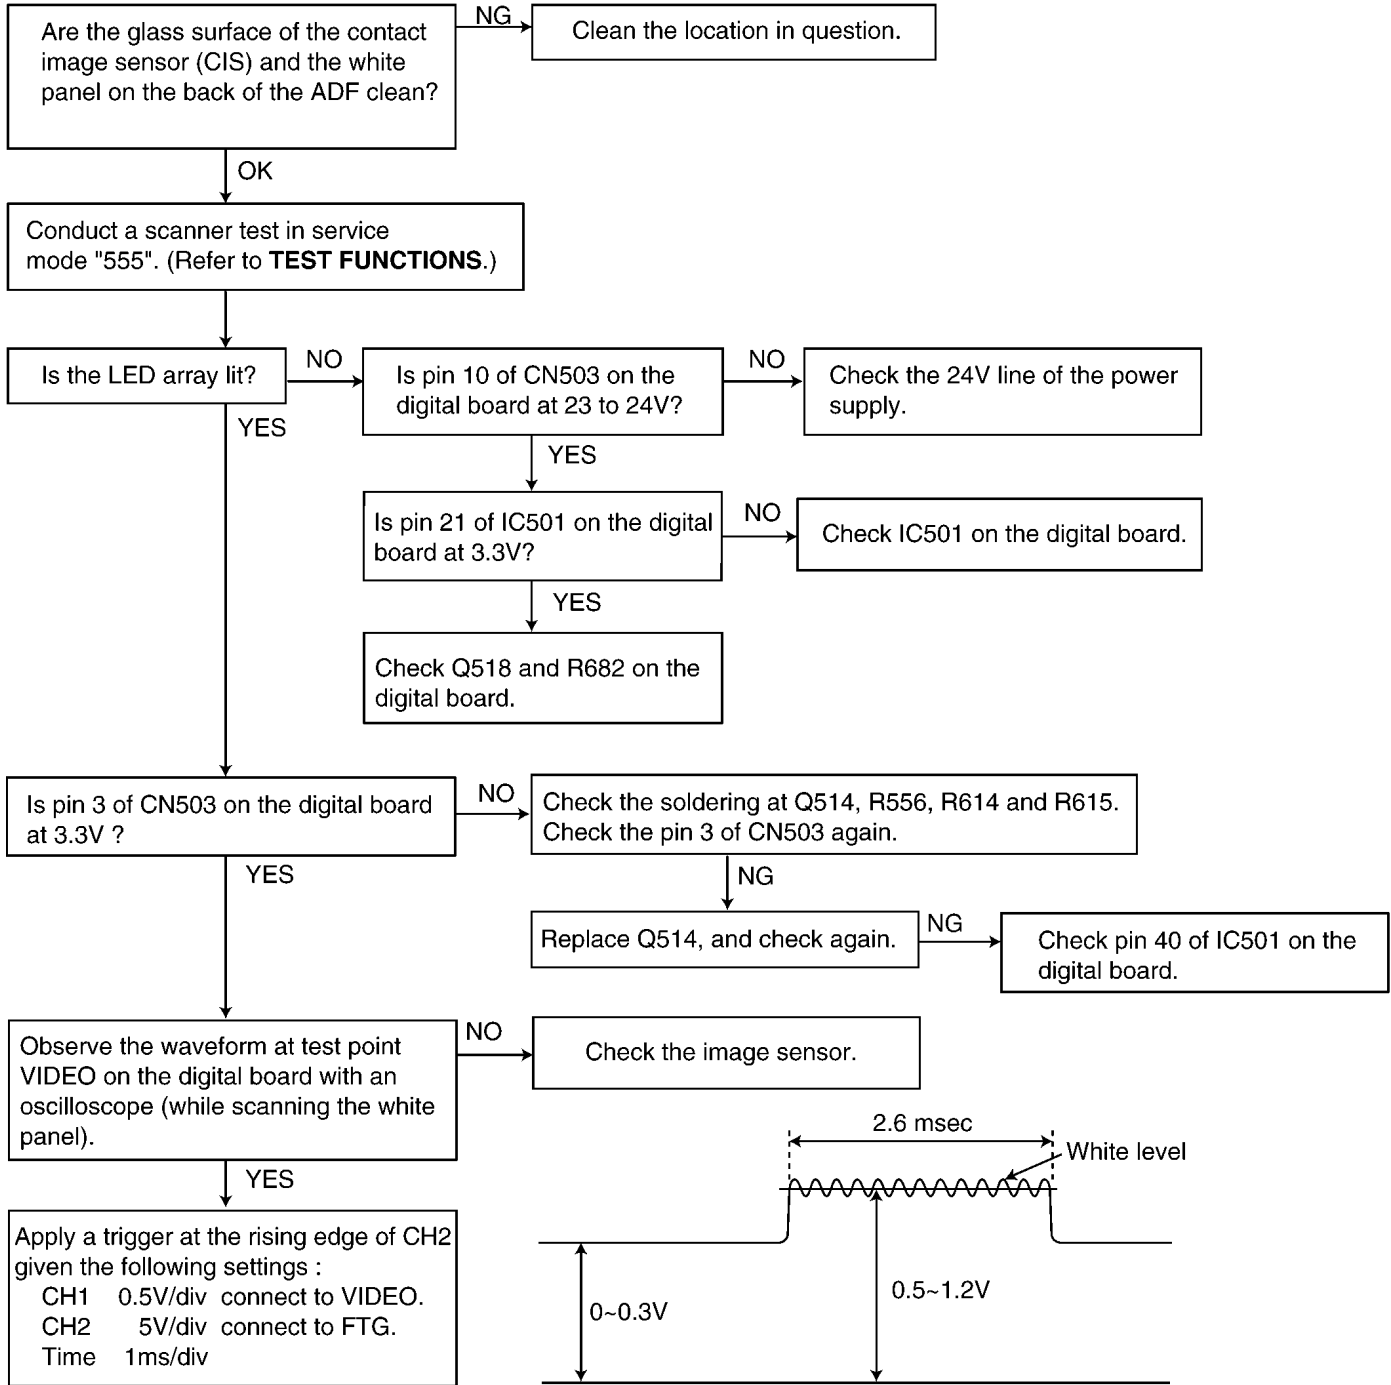 Are the glass surface of the contact
image sensor (CIS) and the white
panel on the back of the ADF clean?
NG
Clean the location in question.
OK
Conduct a scanner test in service
mode "555". (Refer to TEST FUNCTIONS.)
Is the LED array lit?
NO
Is pin 10 of CN503 on the
digital board at 23 to 24V?
NO
Check the 24V line of the power
supply.
YES
YES
Is pin 21 of IC501 on the digital
board at 3.3V?
NO
Check IC501 on the digital board.
YES
Check Q518 and R682 on the
digital board.
Is pin 3 of CN503 on the digital board
at 3.3V ?
NO
Check the soldering at Q514, R556, R614 and R615.
Check the pin 3 of CN503 again.
YES
NG
Replace Q514, and check again.
NG
Check pin 40 of IC501 on the
digital board.
Observe the waveform at test point
VIDEO on the digital board with an
oscilloscope (while scanning the white
panel).
NO
Check the image sensor.
YES
Apply a trigger at the rising edge of CH2
given the following settings :
CH1 0.5V/div connect to VIDEO.
CH2 5V/div connect to FTG.
Time 1ms/div
2.6 msec
White level
0~0.3V
0.5~1.2V